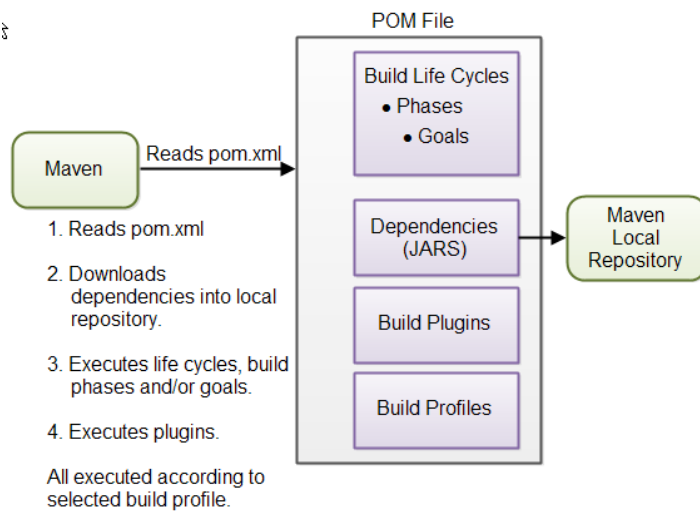 POM File
Build Life Cycles
• Phases
• Goals
Maven
Reads pom.xml
Dependencies
(JARS)
Maven
Local
Repository
Build Plugins
Build Profiles
1. Reads pom.xml
2. Downloads
dependencies into local
repository.
3. Executes life cycles, build
phases and/or goals.
4. Executes plugins.
All executed according to
selected build profile.